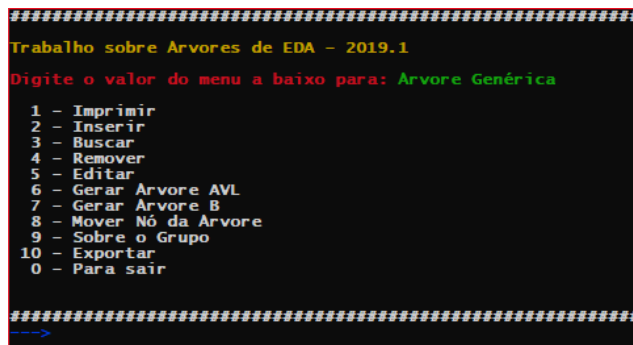 ################################################################
Trabalho sobre Arvores de EDA - 2019.1
Digite o valor do menu a baixo para: Arvore Genérica
1 - Imprimir
2 - Inserir
3 - Buscar
4 - Remover
5 - Editar
6 - Gerar Arvore AVL
7 - Gerar Arvore B
8 - Mover Nó da Arvore
9 - Sobre o Grupo
10 - Exportar
0 - Para sair
################################################################
--->